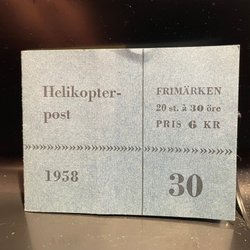 Helikopter-
post
1958
FRIMÄRKEN
20 st. à 30 öre
PRIS 6 KR
30